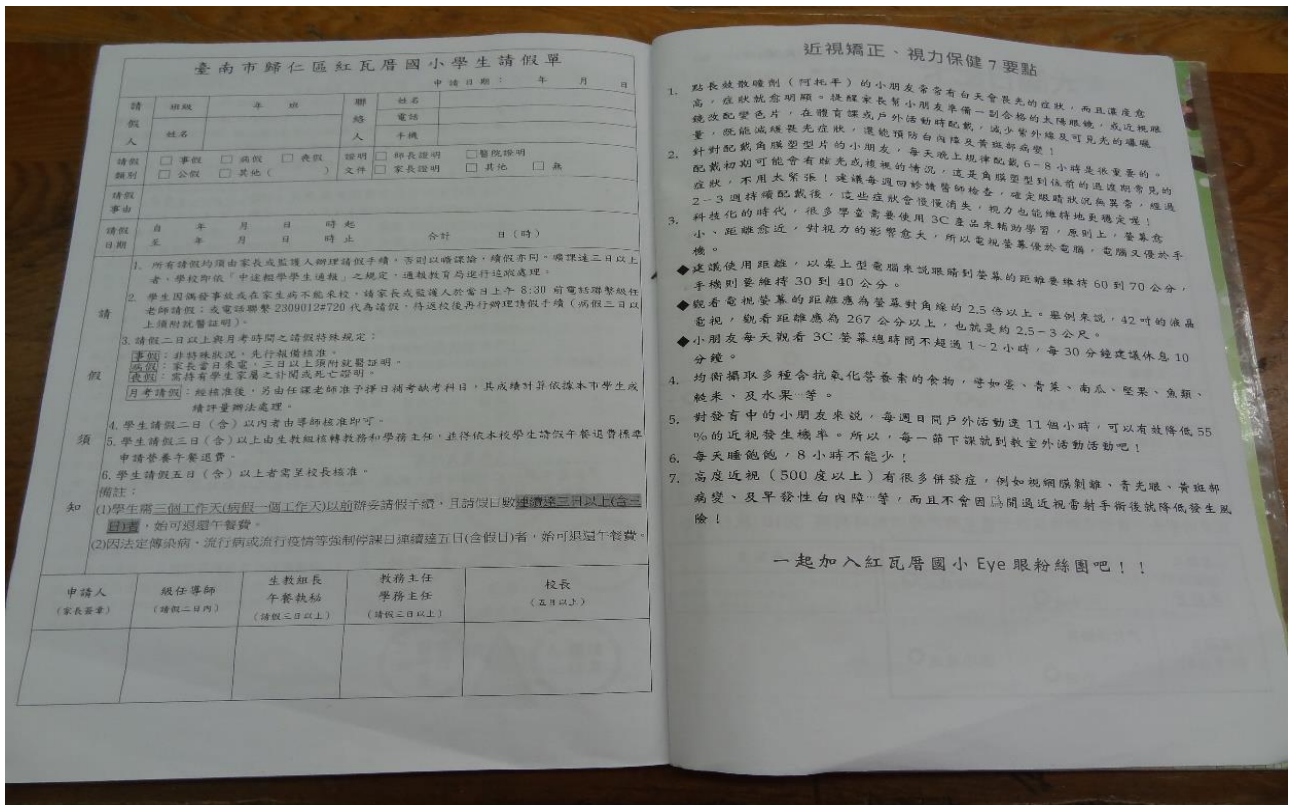 臺南市歸仁區紅瓦厝國小學生請假單
申請日期： 年 月 日
請假人 班級 年 班 聯絡人 姓名
電話
姓名 手機
請假類別 □事假 □病假 □喪假 證明文件 □師長證明 □醫院證明
□公假 □其他（ ） □家長證明 □其他 □無
請假事由
請假日期 自 年 月 日 時 起
至 年 月 日 時 止 合計 日（時）
請假須知
1. 所有請假均須由家長或監護人辦理請假手續，否則以曠課論，續假亦同。曠課達三日以上
者，學校即依「中途輟學學生通報」之規定，通報教育局進行追蹤處理。
2. 學生因偶發事故或在家生病不能來校，請家長或監護人於當日上午 8:30 前電話聯繫級任
老師請假；或電話聯繫 2309012#720 代為請假，待返校後再行辦理請假手續（病假三日以
上須附就醫証明）。
3. 請假二日以上與月考時間之請假特殊規定：
事假：非特殊狀況，先行報備核准。
病假：家長當日來電，三日以上須附就醫証明。
喪假：需持有學生家屬之訃聞或死亡證明。
月考請假：經核准後，另由任課老師准予擇日補考缺考科目，其成績計算依據本市學生成
績評量辦法處理。
4. 學生請假二日（含）以內者由導師核准即可。
5. 學生請假三日（含）以上由生教組核轉教務和學務主任，並得依本校學生請假午餐退費標準
申請營養午餐退費。
6. 學生請假五日（含）以上者需呈校長核准。
備註：
(1)學生需三個工作天(病假一個工作天)以前辦妥請假手續，且請假日數連續達三日以上(含三
日)者，始可退還午餐費。
(2)因法定傳染病、流行病或流行疫情等強制停課日連續達五日(含假日)者，始可退還午餐費。
申請人（家長簽章） 級任導師（請假二日內） 生教組長 午餐執秘（請假三日以上） 教務主任 學務主任（請假三日以上） 校長（五日以上）
近視矯正、視力保健 7 要點
1. 點長效散瞳劑（阿托平）的小朋友常有白天會畏光的症狀，而且濃度愈
高，症狀就愈明顯。提醒家長幫小朋友準備一副合格的太陽眼鏡，或近視眼
鏡改配變色片，在體育課或戶外活動時配戴，減少紫外線及可見光的曝曬
量，既能減緩畏光症狀，還能預防白內障及黃斑部病變！
2. 針對配戴角膜塑型片的小朋友，每天晚上規律配戴 6-8 小時是很重要的。
配戴初期可能會有眩光或複視的情況，這是角膜塑型到位前的過渡期常見的
症狀，不用太緊張！建議每週回診請醫師檢查，確定眼睛狀況無異常，經過
2-3 週持續配戴後，這些症狀會慢慢消失，視力也能維持地更穩定喔！
3. 科技化的時代，很多學童需要使用 3C 產品來輔助學習，原則上，螢幕愈
小、距離愈近，對視力的影響愈大，所以電視螢幕優於電腦，電腦又優於手
機。
◆建議使用距離，以桌上型電腦來說眼睛到螢幕的距離要維持 60 到 70 公分，
手機則要維持 30 到 40 公分。
◆觀看電視螢幕的距離應為螢幕對角線的 2.5 倍以上。舉例來說，42 吋的液晶
電視，觀看距離應為 267 公分以上，也就是約 2.5-3 公尺。
◆小朋友每天觀看 3C 螢幕總時間不超過 1~2 小時，每 30 分鐘建議休息 10
分鐘。
4. 均衡攝取多種含抗氧化營養素的食物，譬如蛋、青菜、南瓜、堅果、魚類、
糙米、及水果…等。
5. 對發育中的小朋友來說，每週日間戶外活動達 11 個小時，可以有效降低 55
%的近視發生機率。所以，每一節下課就到教室外活動活動吧！
6. 每天睡飽飽，8 小時不能少！
7. 高度近視（500 度以上）有很多併發症，例如視網膜剝離、青光眼、黃斑部
病變、及早發性白內障…等，而且不會因為開過近視雷射手術後就降低發生風
險！
一起加入紅瓦厝國小 Eye 眼粉絲團吧！！